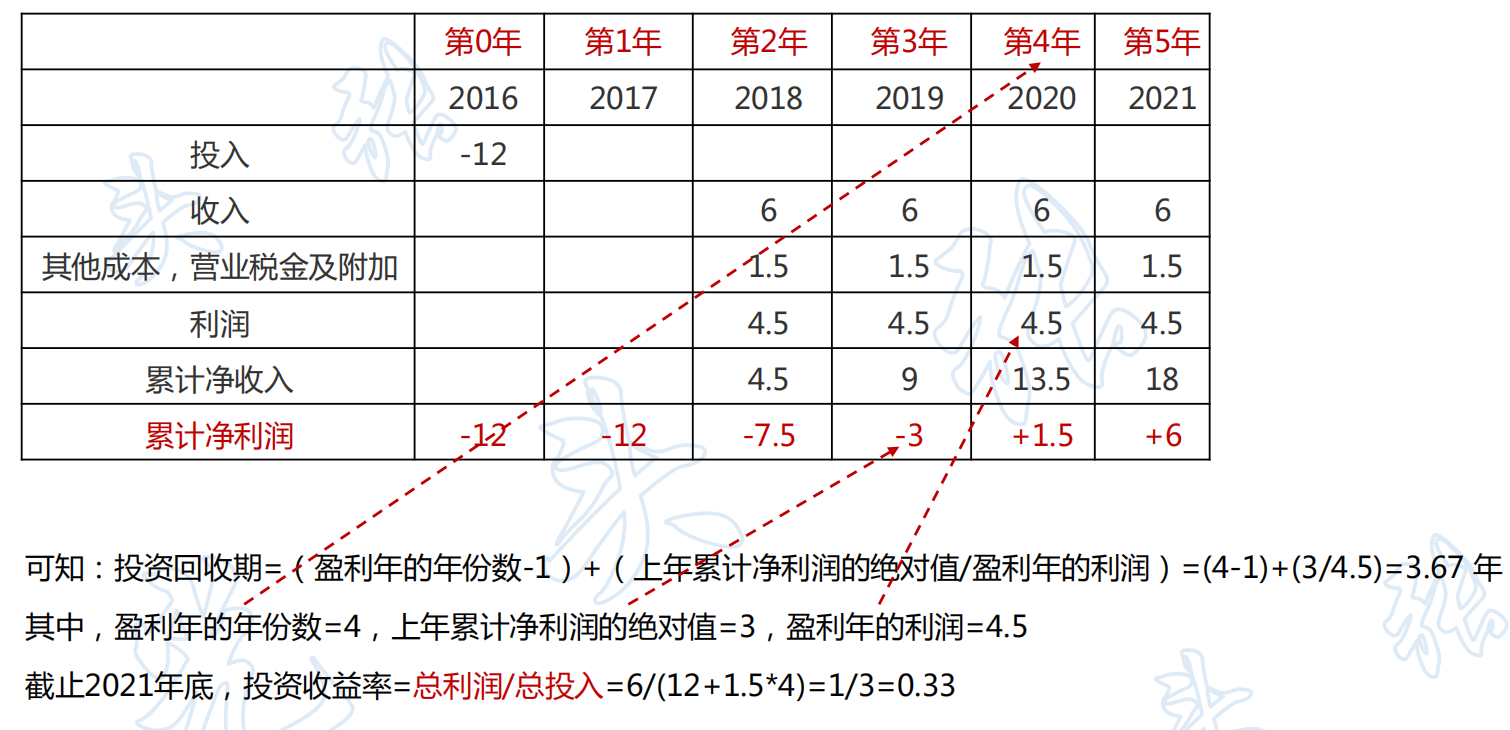 第0年 第1年 第2年 第3年 第4年 第5年
2016 2017 2018 2019 2020 2021
投入 -12
收入 6 6 6 6
其他成本，营业税金及附加 1.5 1.5 1.5 1.5
利润 4.5 4.5 4.5 4.5
累计净收入 4.5 9 13.5 18
累计净利润 -12 -12 -7.5 -3 +1.5 +6
可知：投资回收期=（盈利年的年份数-1）+（上年累计净利润的绝对值/盈利年的利润）=(4-1)+(3/4.5)=3.67 年
其中，盈利年的年份数=4，上年累计净利润的绝对值=3，盈利年的利润=4.5
截止2021年底，投资收益率=总利润/总投入=6/(12+1.5*4)=1/3=0.33